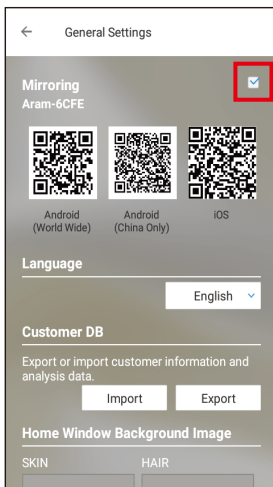 General Settings
Mirroring
Aram-6CFE
Android
(World Wide)
Android
(China Only)
iOS
Language
English
Customer DB
Export or import customer information and
analysis data.
Import
Export
Home Window Background Image
SKIN
HAIR